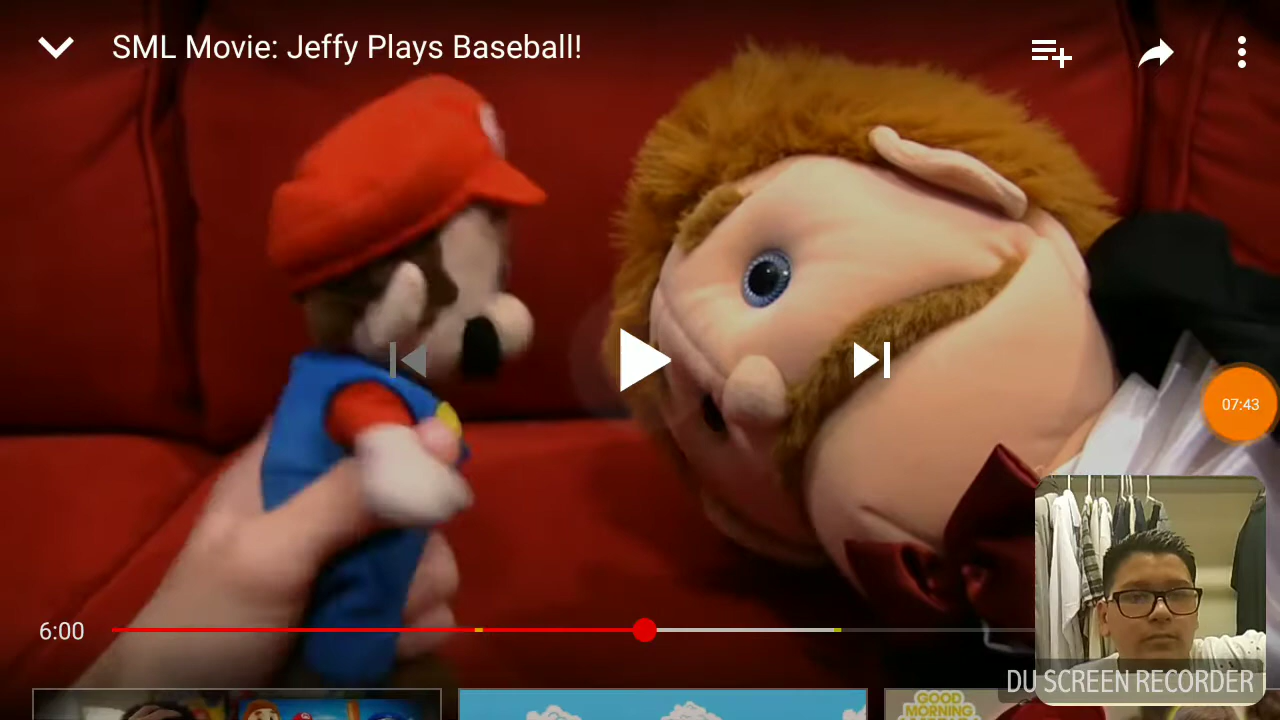 SML Movie: Jeffy Plays Baseball!
07:43
6:00
DU SCREEN RECORDER
GOOD
MORNING